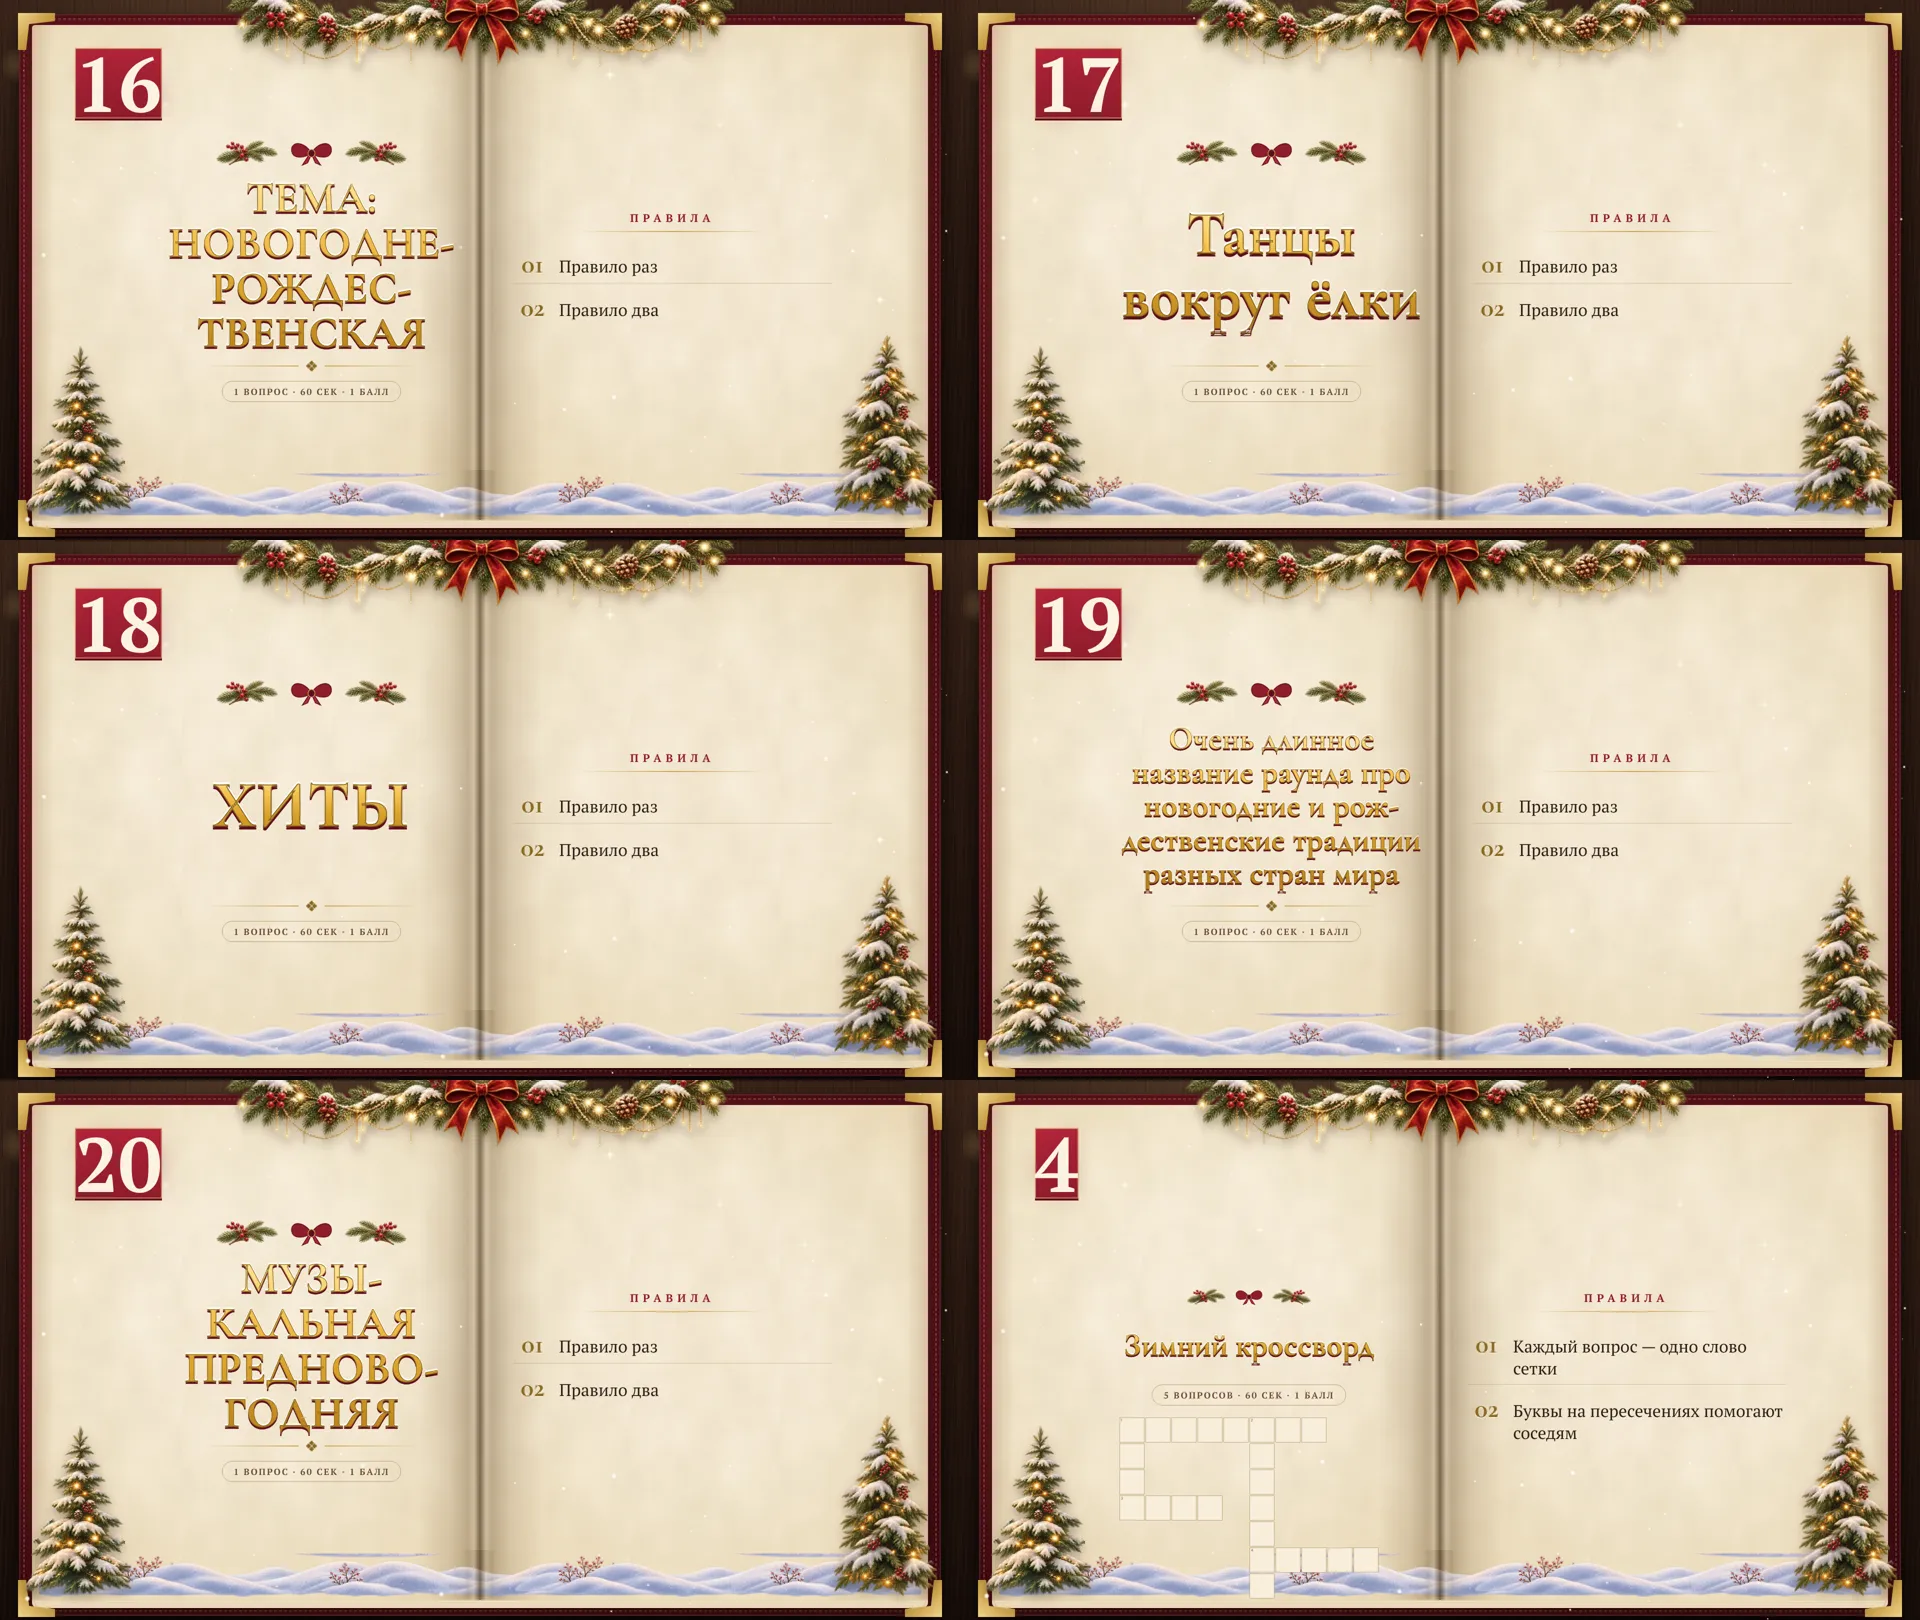 16
ТЕМА:
НОВОГОДНЕ-
РОЖДЕС-
ТВЕНСКАЯ
1 ВОПРОС · 60 СЕК · 1 БАЛЛ
ПРАВИЛА
01 Правило раз
02 Правило два
17
Танцы
вокруг ёлки
1 ВОПРОС · 60 СЕК · 1 БАЛЛ
ПРАВИЛА
01 Правило раз
02 Правило два
18
ХИТЫ
1 ВОПРОС · 60 СЕК · 1 БАЛЛ
ПРАВИЛА
01 Правило раз
02 Правило два
19
Очень длинное
название раунда про
новогодние и рож-
дественские традиции
разных стран мира
1 ВОПРОС · 60 СЕК · 1 БАЛЛ
ПРАВИЛА
01 Правило раз
02 Правило два
20
МУЗЫ-
КАЛЬНАЯ
ПРЕДНОВО-
ГОДНЯЯ
1 ВОПРОС · 60 СЕК · 1 БАЛЛ
ПРАВИЛА
01 Правило раз
02 Правило два
4
Зимний кроссворд
5 ВОПРОСОВ · 60 СЕК · 1 БАЛЛ
ПРАВИЛА
01 Каждый вопрос — одно слово
сетки
02 Буквы на пересечениях помогают
соседям